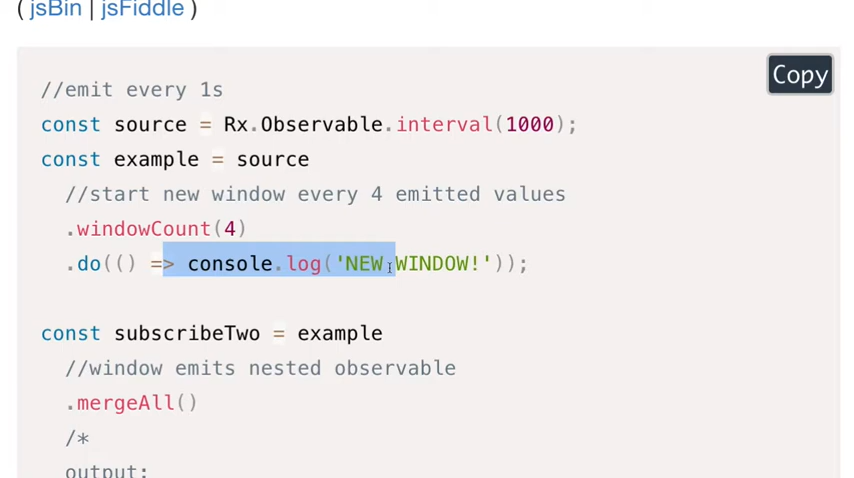 ( jsBin | jsFiddle )
Copy
//emit every 1s
const source = Rx.Observable.interval(1000);
const example = source
//start new window every 4 emitted values
.windowCount(4)
.do(() => console.log('NEW WINDOW!'));
const subscribeTwo = example
//window emits nested observable
.mergeAll()
/*
output: